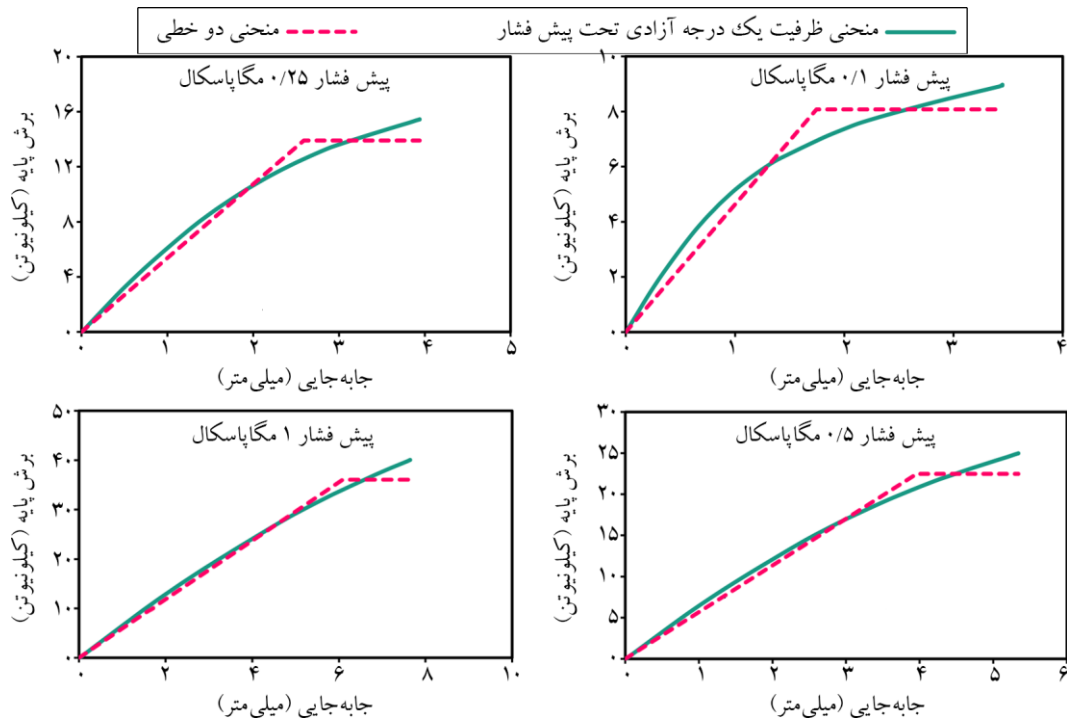 منحنی ظرفیت یک درجه آزادی تحت پیش فشار
منحنی دو خطی
پیش فشار ۰/۱ مگاپاسکال
برش پایه (کیلونیوتن)
۱۰
۸
۶
۴
۲
۰
۰ ۱ ۲ ۳ ۴
جابه‌جایی (میلی‌متر)
پیش فشار ۰/۲۵ مگاپاسکال
برش پایه (کیلونیوتن)
۲۰
۱۶
۱۲
۸
۴
۰
۰ ۱ ۲ ۳ ۴ ۵
جابه‌جایی (میلی‌متر)
پیش فشار ۰/۵ مگاپاسکال
برش پایه (کیلونیوتن)
۳۰
۲۵
۲۰
۱۵
۱۰
۵
۰
۰ ۱ ۲ ۳ ۴ ۵ ۶
جابه‌جایی (میلی‌متر)
پیش فشار ۱ مگاپاسکال
برش پایه (کیلونیوتن)
۵۰
۴۰
۳۰
۲۰
۱۰
۰
۰ ۲ ۴ ۶ ۸ ۱۰
جابه‌جایی (میلی‌متر)